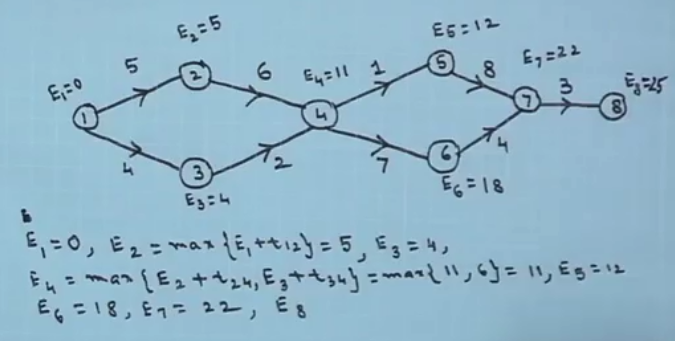 E₂=5
E₅=12
E₁=0
5
2
6
E₄=11
1
5
8
E₇=22
1
4
7
3
E₈=25
8
4
3
2
7
6
4
E₃=4
E₆=18
E₁=0, E₂=max{E₁+t12}=5, E₃=4,
E₄=max{E₂+t24,E₃+t34}=max{11,6}=11, E₅=12
E₆=18, E₇=22, E₈